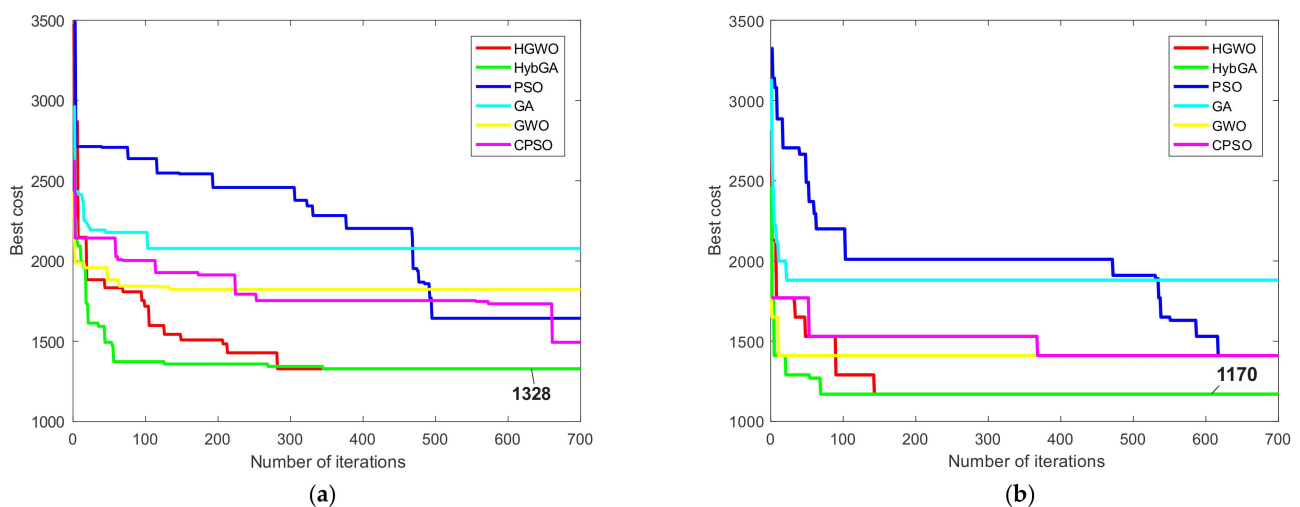 3500
3000
2500
2000
1500
1000
Best cost
0 100 200 300 400 500 600 700
Number of iterations
HGWO
HybGA
PSO
GA
GWO
CPSO
1328
(a)
3500
3000
2500
2000
1500
1000
Best cost
0 100 200 300 400 500 600 700
Number of iterations
HGWO
HybGA
PSO
GA
GWO
CPSO
1170
(b)